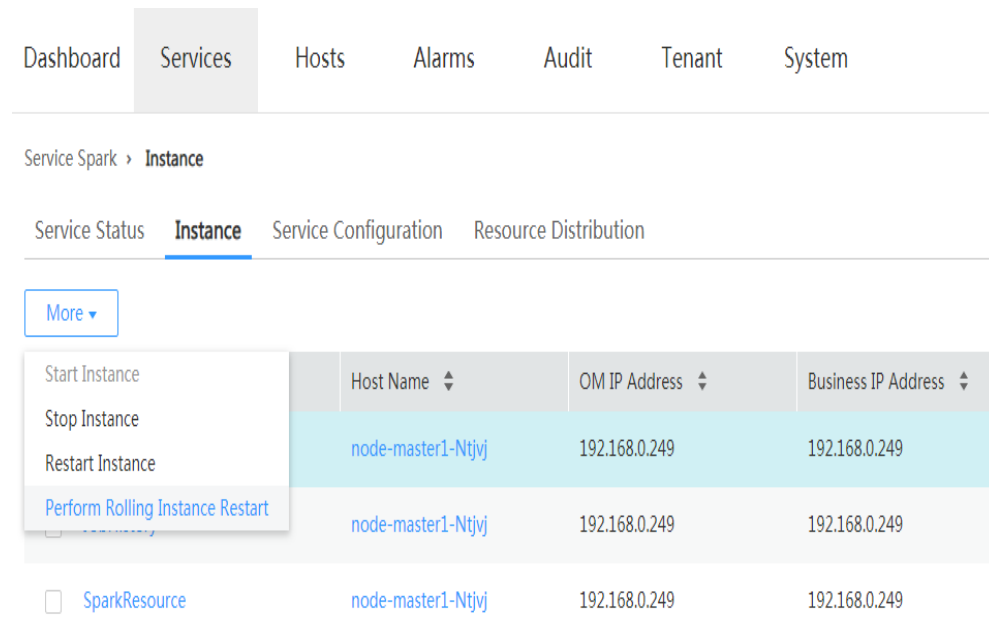 Dashboard Services Hosts Alarms Audit Tenant System
Service Spark › Instance
Service Status Instance Service Configuration Resource Distribution
More
Start Instance
Stop Instance
Restart Instance
Perform Rolling Instance Restart
Host Name OM IP Address Business IP Address
node-master1-Ntjvj 192.168.0.249 192.168.0.249
node-master1-Ntjvj 192.168.0.249 192.168.0.249
SparkResource node-master1-Ntjvj 192.168.0.249 192.168.0.249